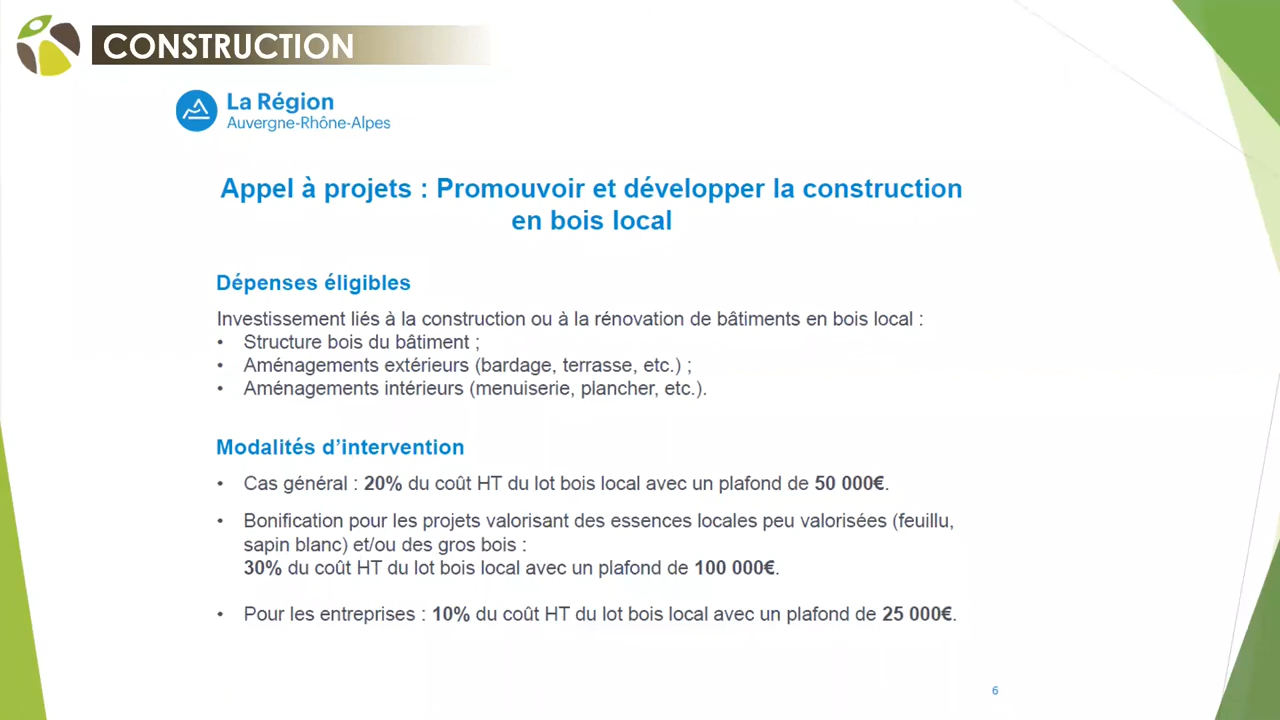 CONSTRUCTION
La Région
Auvergne-Rhône-Alpes
Appel à projets : Promouvoir et développer la construction
en bois local
Dépenses éligibles
Investissement liés à la construction ou à la rénovation de bâtiments en bois local :
• Structure bois du bâtiment ;
• Aménagements extérieurs (bardage, terrasse, etc.) ;
• Aménagements intérieurs (menuiserie, plancher, etc.).
Modalités d’intervention
• Cas général : 20% du coût HT du lot bois local avec un plafond de 50 000€.
• Bonification pour les projets valorisant des essences locales peu valorisées (feuillu,
sapin blanc) et/ou des gros bois :
30% du coût HT du lot bois local avec un plafond de 100 000€.
• Pour les entreprises : 10% du coût HT du lot bois local avec un plafond de 25 000€.
6